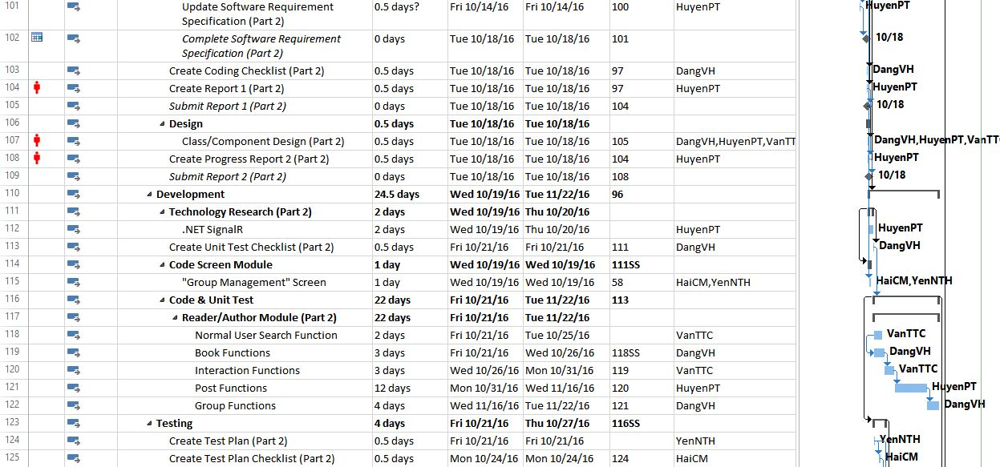 101 Update Software Requirement 0.5 days? Fri 10/14/16 Fri 10/14/16 100 HuyenPT HuyenPT
Specification (Part 2)
102 Complete Software Requirement 0 days Tue 10/18/16 Tue 10/18/16 101 10/18
Specification (Part 2)
103 Create Coding Checklist (Part 2) 0.5 days Tue 10/18/16 Tue 10/18/16 97 DangVH DangVH
104 Create Report 1 (Part 2) 0.5 days Tue 10/18/16 Tue 10/18/16 97 HuyenPT HuyenPT
105 Submit Report 1 (Part 2) 0 days Tue 10/18/16 Tue 10/18/16 104 10/18
106 Design 0.5 days Tue 10/18/16 Tue 10/18/16
107 Class/Component Design (Part 2) 0.5 days Tue 10/18/16 Tue 10/18/16 105 DangVH,HuyenPT,VanTT DangVH,HuyenPT,VanTT
108 Create Progress Report 2 (Part 2) 0.5 days Tue 10/18/16 Tue 10/18/16 104 HuyenPT HuyenPT
109 Submit Report 2 (Part 2) 0 days Tue 10/18/16 Tue 10/18/16 108 10/18
110 Development 24.5 days Wed 10/19/16 Tue 11/22/16 96
111 Technology Research (Part 2) 2 days Wed 10/19/16 Thu 10/20/16
112 .NET SignalR 2 days Wed 10/19/16 Thu 10/20/16 HuyenPT HuyenPT
113 Create Unit Test Checklist (Part 2) 0.5 days Fri 10/21/16 Fri 10/21/16 111 DangVH DangVH
114 Code Screen Module 1 day Wed 10/19/16 Wed 10/19/16 111SS
115 "Group Management" Screen 1 day Wed 10/19/16 Wed 10/19/16 58 HaiCM,YenNTH HaiCM,YenNTH
116 Code & Unit Test 22 days Fri 10/21/16 Tue 11/22/16 113
117 Reader/Author Module (Part 2) 22 days Fri 10/21/16 Tue 11/22/16
118 Normal User Search Function 2 days Fri 10/21/16 Tue 10/25/16 VanTTC VanTTC
119 Book Functions 3 days Fri 10/21/16 Wed 10/26/16 118SS DangVH DangVH
120 Interaction Functions 3 days Wed 10/26/16 Mon 10/31/16 119 VanTTC VanTTC
121 Post Functions 12 days Mon 10/31/16 Wed 11/16/16 120 HuyenPT HuyenPT
122 Group Functions 4 days Wed 11/16/16 Tue 11/22/16 121 DangVH DangVH
123 Testing 4 days Fri 10/21/16 Thu 10/27/16 116SS
124 Create Test Plan (Part 2) 0.5 days Fri 10/21/16 Fri 10/21/16 YenNTH YenNTH
125 Create Test Plan Checklist (Part 2) 0.5 days Mon 10/24/16 Mon 10/24/16 124 HaiCM HaiCM